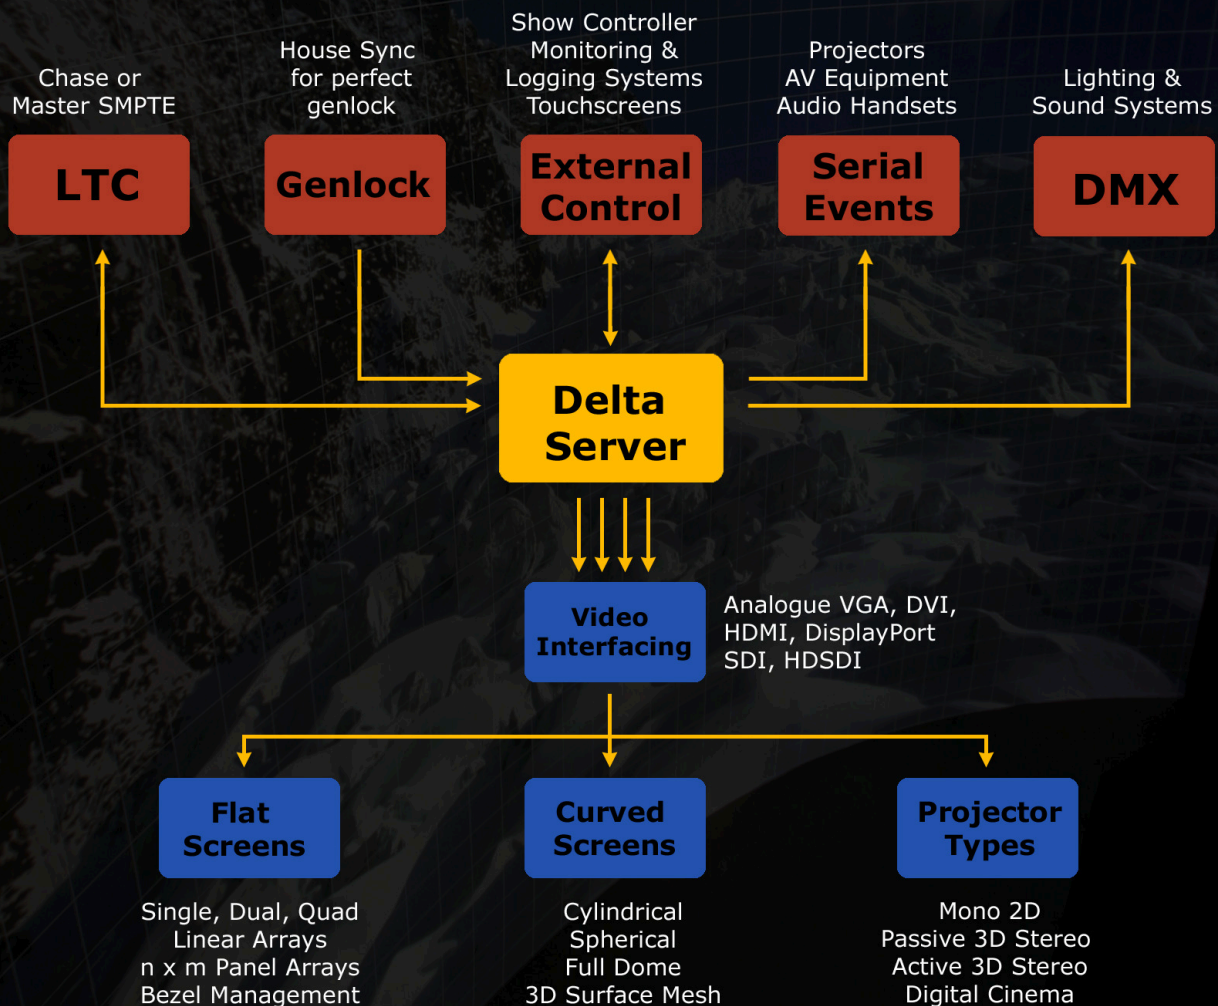 Chase or
Master SMPTE
LTC
House Sync
for perfect
genlock
Genlock
Show Controller
Monitoring &
Logging Systems
Touchscreens
External
Control
Projectors
AV Equipment
Audio Handsets
Serial
Events
Lighting &
Sound Systems
DMX
Delta
Server
Video
Interfacing
Analogue VGA, DVI,
HDMI, DisplayPort
SDI, HDSDI
Flat
Screens
Single, Dual, Quad
Linear Arrays
n x m Panel Arrays
Bezel Management
Curved
Screens
Cylindrical
Spherical
Full Dome
3D Surface Mesh
Projector
Types
Mono 2D
Passive 3D Stereo
Active 3D Stereo
Digital Cinema